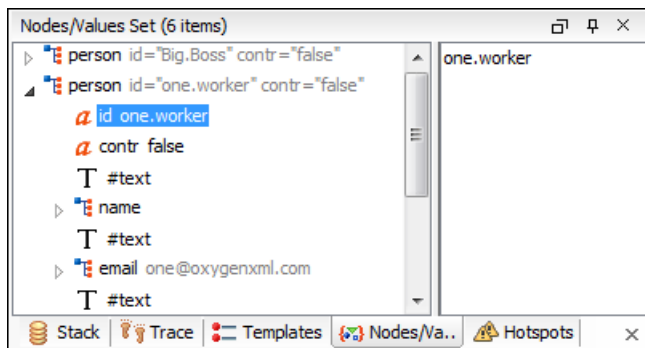 Nodes/Values Set (6 items)
person id="Big.Boss" contr="false"
person id="one.worker" contr="false"
a id one.worker
a contr false
T #text
name
T #text
email one@oxygenxml.com
T #text
one.worker
Stack Trace Templates Nodes/Va.. Hotspots